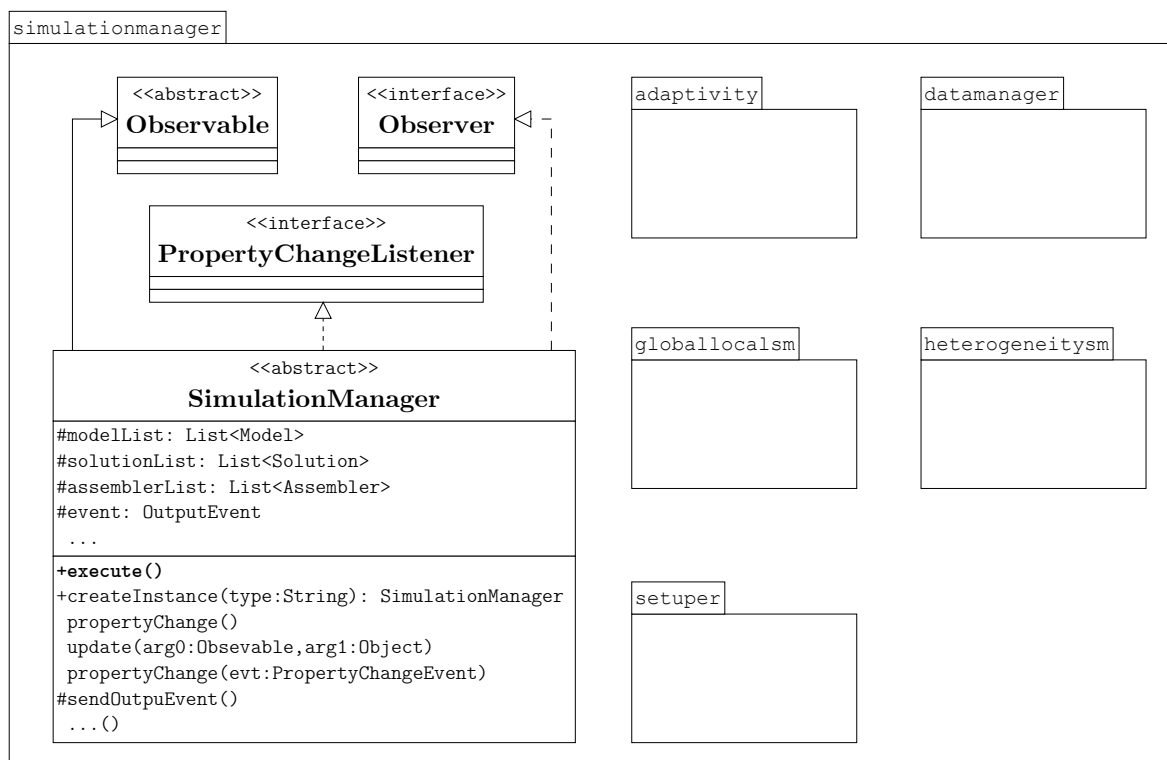 simulationmanager
<<abstract>>
Observable
<<interface>>
Observer
<<interface>>
PropertyChangeListener
<<abstract>>
SimulationManager
#modelList: List<Model>
#solutionList: List<Solution>
#assemblerList: List<Assembler>
#event: OutputEvent
...
+execute()
+createInstance(type:String): SimulationManager
propertyChange()
update(arg0:Obsevable,arg1:Object)
propertyChange(evt:PropertyChangeEvent)
#sendOutpuEvent()
...()
adaptivity
datamanager
globallocalsm
heterogeneitysm
setuper